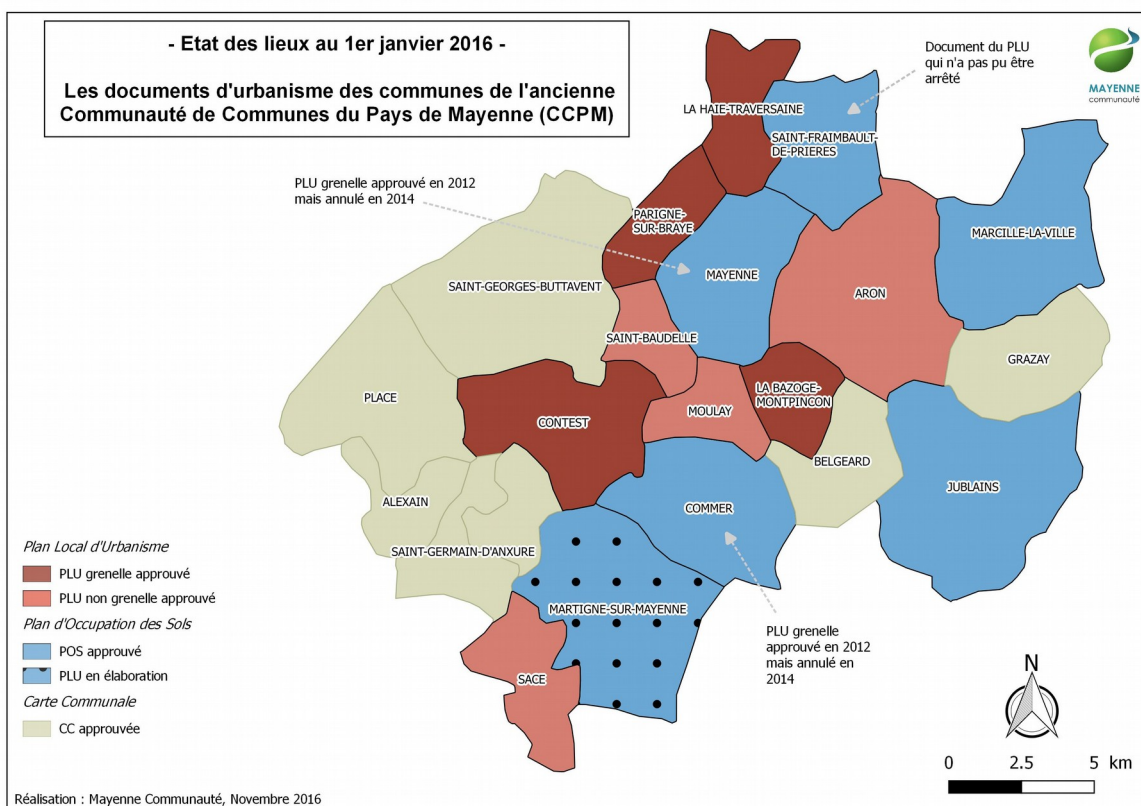 - Etat des lieux au 1er janvier 2016 -
Les documents d'urbanisme des communes de l'ancienne
Communauté de Communes du Pays de Mayenne (CCPM)
Document du PLU
qui n'a pas pu être
arrêté
MAYENNE
communauté
LA HAIE-TRAVERSAINE
SAINT-FRAIMBAULT-
DE-PRIERES
PLU grenelle approuvé en 2012
mais annulé en 2014
PARIGNE-
SUR-BRAYE
MARCILLE-LA-VILLE
MAYENNE
SAINT-GEORGES-BUTTAVENT
ARON
SAINT-BAUDELLE
GRAZAY
PLACE
LA BAZOGE-
MONTPINCON
MOULAY
CONTEST
BELGEARD
JUBLAINS
ALEXAIN
COMMER
SAINT-GERMAIN-D'ANXURE
MARTIGNE-SUR-MAYENNE
SACE
PLU grenelle
approuvé en 2012
mais annulé en
2014
Plan Local d'Urbanisme
PLU grenelle approuvé
PLU non grenelle approuvé
Plan d'Occupation des Sols
POS approuvé
PLU en élaboration
Carte Communale
CC approuvée
N
0 2.5 5 km
Réalisation : Mayenne Communauté, Novembre 2016